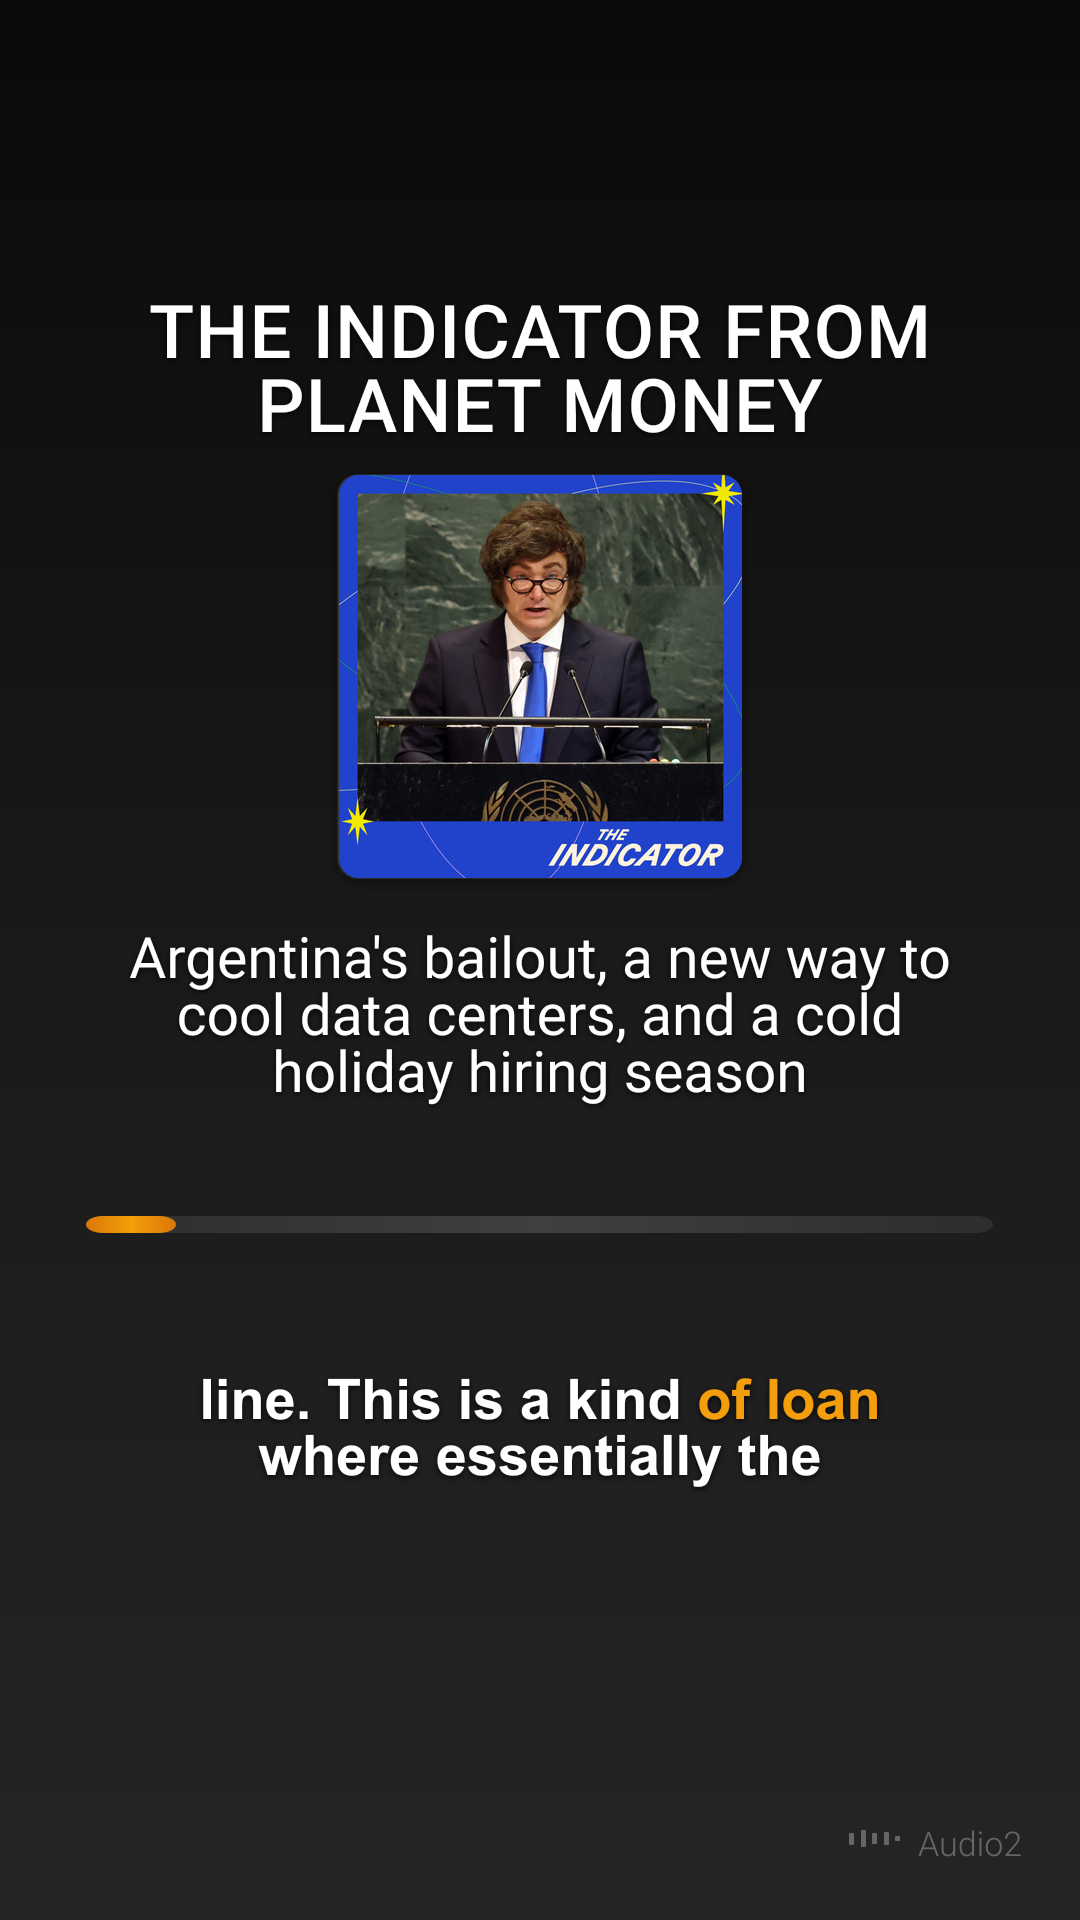 THE INDICATOR FROM
PLANET MONEY
THE
INDICATOR
Argentina's bailout, a new way to
cool data centers, and a cold
holiday hiring season
line. This is a kind of loan
where essentially the
Audio2